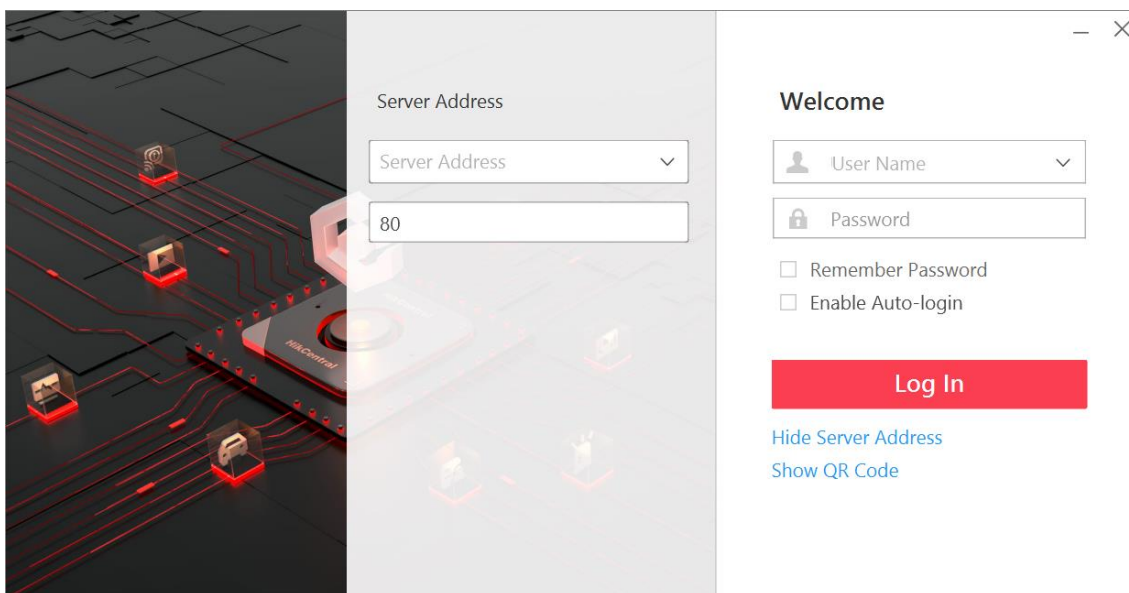 HikCentral
Server Address
Server Address
80
Welcome
User Name
Password
Remember Password
Enable Auto-login
Log In
Hide Server Address
Show QR Code